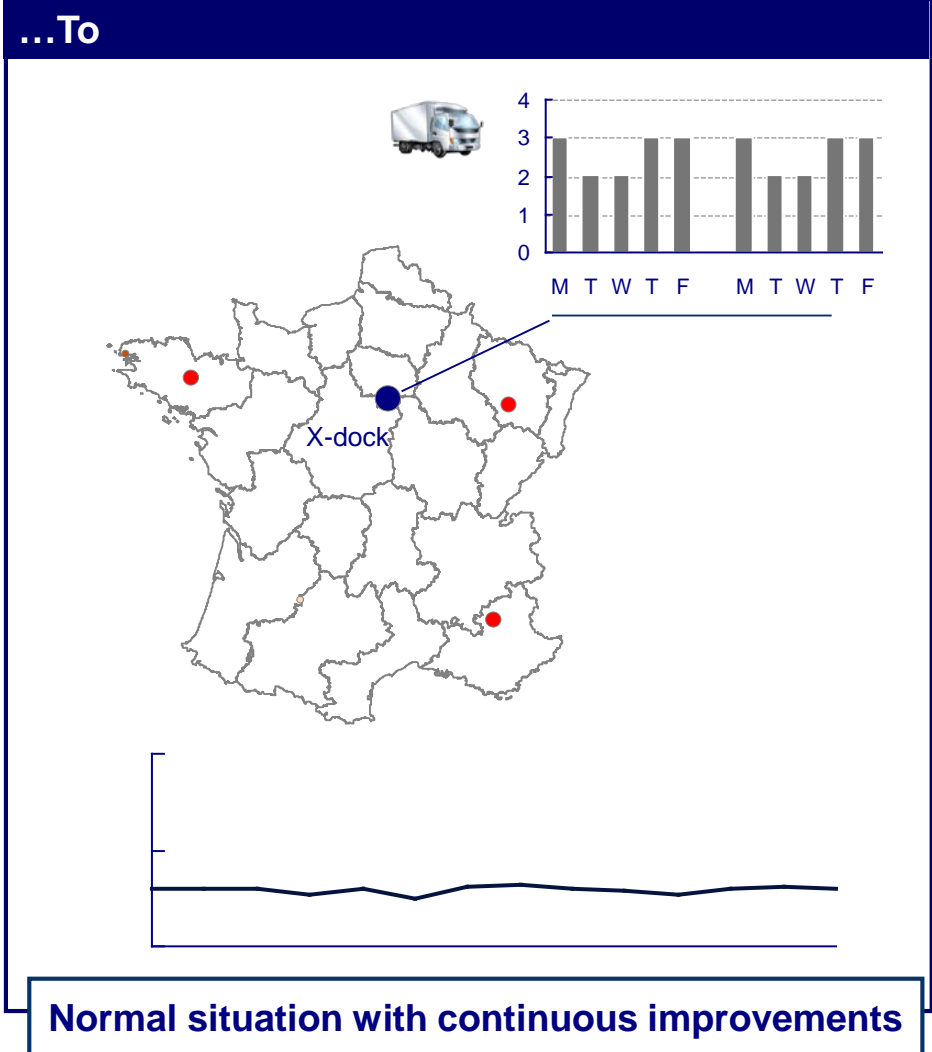 …To
4
3
2
1
0
M T W T F M T W T F
X-dock
Normal situation with continuous improvements